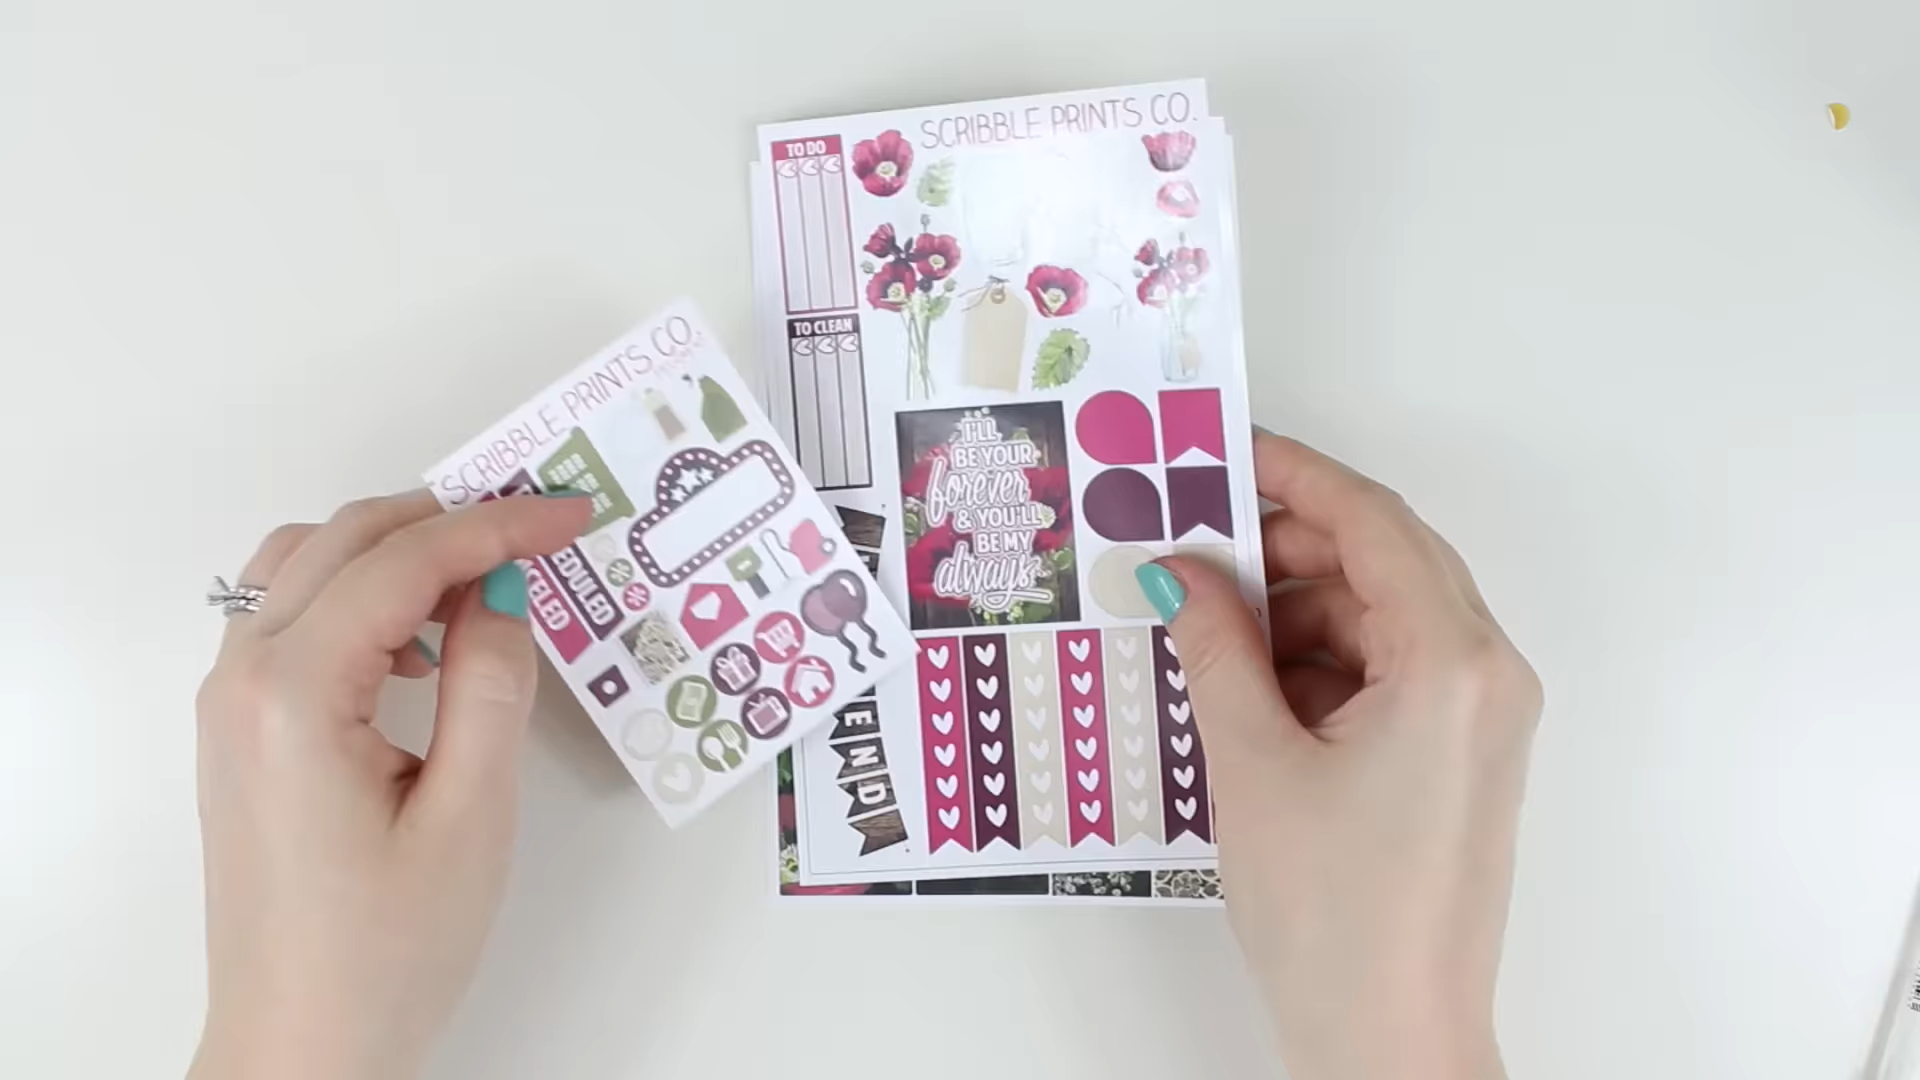 SCRIBBLE PRINTS CO.
TO DO
TO CLEAN
I'LL
BE YOUR
forever
& YOU'LL
BE MY
always
END
SCRIBBLE PRINTS CO.